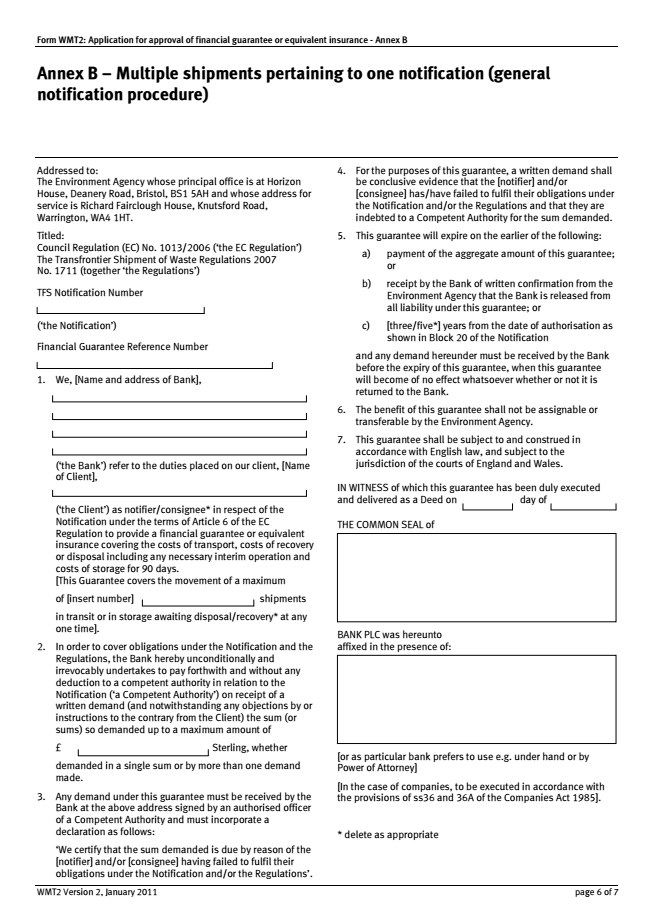 Form WMT2: Application for approval of financial guarantee or equivalent insurance - Annex B
Annex B – Multiple shipments pertaining to one notification (general
notification procedure)
Addressed to:
The Environment Agency whose principal office is at Horizon
House, Deanery Road, Bristol, BS1 5AH and whose address for
service is Richard Fairclough House, Knutsford Road,
Warrington, WA4 1HT.
Titled:
Council Regulation (EC) No. 1013/2006 (‘the EC Regulation’)
The Transfrontier Shipment of Waste Regulations 2007
No. 1711 (together ‘the Regulations’)
TFS Notification Number
(‘the Notification’)
Financial Guarantee Reference Number
1. We, [Name and address of Bank],
(‘the Bank’) refer to the duties placed on our client, [Name
of Client],
(‘the Client’) as notifier/consignee* in respect of the
Notification under the terms of Article 6 of the EC
Regulation to provide a financial guarantee or equivalent
insurance covering the costs of transport, costs of recovery
or disposal including any necessary interim operation and
costs of storage for 90 days.
[This Guarantee covers the movement of a maximum
of [insert number] shipments
in transit or in storage awaiting disposal/recovery* at any
one time].
2. In order to cover obligations under the Notification and the
Regulations, the Bank hereby unconditionally and
irrevocably undertakes to pay forthwith and without any
deduction to a competent authority in relation to the
Notification (‘a Competent Authority’) on receipt of a
written demand (and notwithstanding any objections by or
instructions to the contrary from the Client) the sum (or
sums) so demanded up to a maximum amount of
£ Sterling, whether
demanded in a single sum or by more than one demand
made.
3. Any demand under this guarantee must be received by the
Bank at the above address signed by an authorised officer
of a Competent Authority and must incorporate a
declaration as follows:
‘We certify that the sum demanded is due by reason of the
[notifier] and/or [consignee] having failed to fulfil their
obligations under the Notification and/or the Regulations’.
4. For the purposes of this guarantee, a written demand shall
be conclusive evidence that the [notifier] and/or
[consignee] has/have failed to fulfil their obligations under
the Notification and/or the Regulations and that they are
indebted to a Competent Authority for the sum demanded.
5. This guarantee will expire on the earlier of the following:
a) payment of the aggregate amount of this guarantee;
or
b) receipt by the Bank of written confirmation from the
Environment Agency that the Bank is released from
all liability under this guarantee; or
c) [three/five*] years from the date of authorisation as
shown in Block 20 of the Notification
and any demand hereunder must be received by the Bank
before the expiry of this guarantee, when this guarantee
will become of no effect whatsoever whether or not it is
returned to the Bank.
6. The benefit of this guarantee shall not be assignable or
transferable by the Environment Agency.
7. This guarantee shall be subject to and construed in
accordance with English law, and subject to the
jurisdiction of the courts of England and Wales.
IN WITNESS of which this guarantee has been duly executed
and delivered as a Deed on day of
THE COMMON SEAL of
BANK PLC was hereunto
affixed in the presence of:
[or as particular bank prefers to use e.g. under hand or by
Power of Attorney]
[In the case of companies, to be executed in accordance with
the provisions of ss36 and 36A of the Companies Act 1985].
* delete as appropriate
WMT2 Version 2, January 2011
page 6 of 7